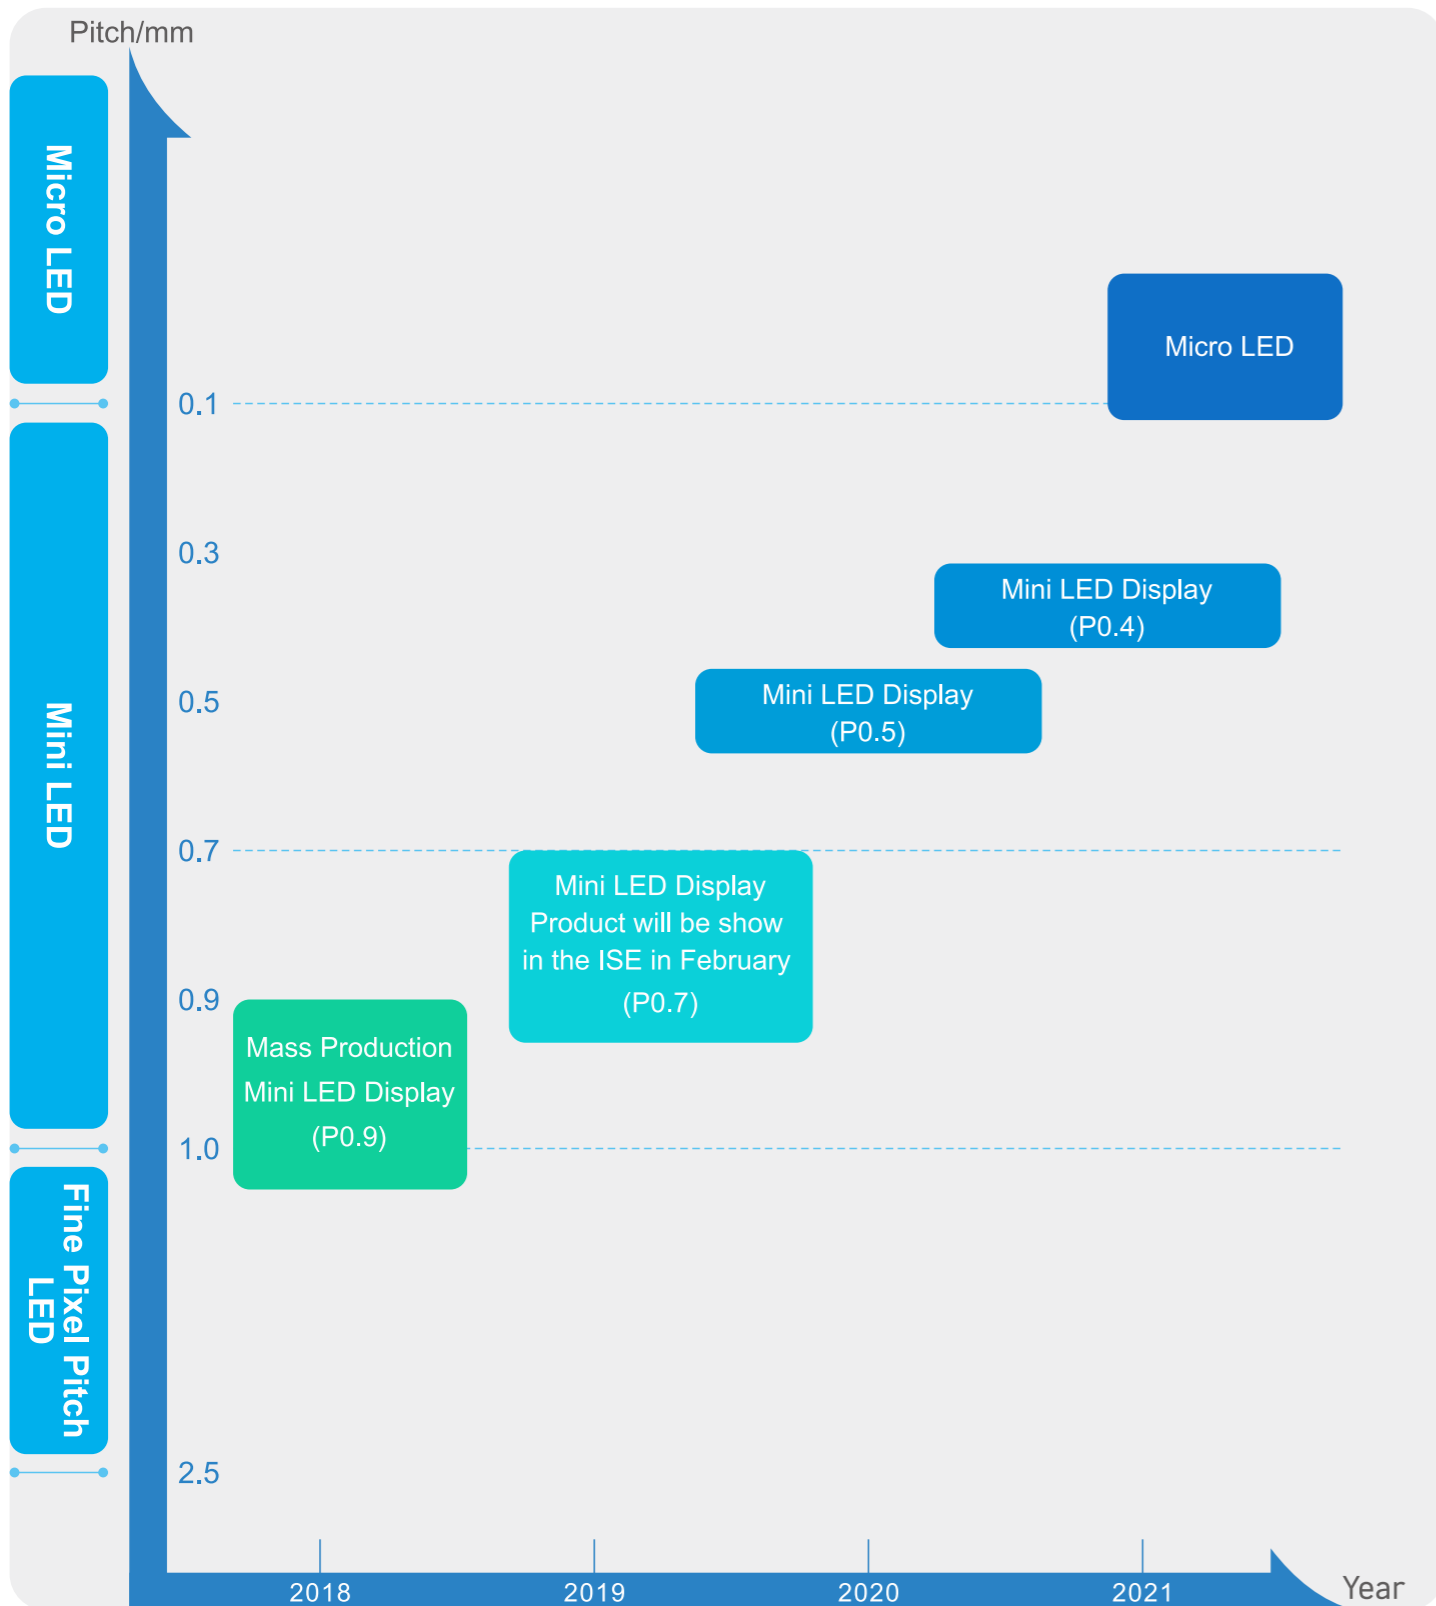 Pitch/mm
Micro LED
Mini LED
Fine Pixel Pitch
LED
0.1
0.3
0.5
0.7
0.9
1.0
2.5
Micro LED
Mini LED Display
(P0.4)
Mini LED Display
(P0.5)
Mini LED Display
Product will be show
in the ISE in February
(P0.7)
Mass Production
Mini LED Display
(P0.9)
2018
2019
2020
2021
Year